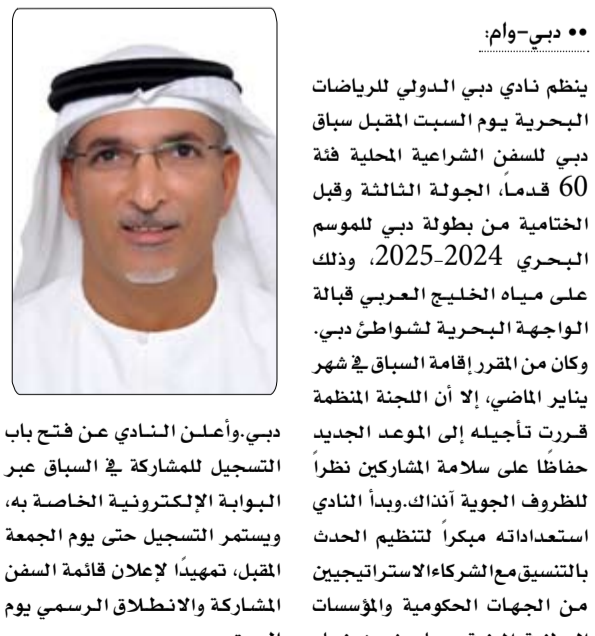 •• دبي-وام:
ينظم نادي دبي الدولي للرياضات
البحرية يوم السبت المقبل سباق
دبي للسفن الشراعية المحلية فئة
60 قدماً، الجولة الثالثة وقبل
الختامية من بطولة دبي للموسم
البحري 2024-2025، وذلك
على مياه الخليج العربي قبالة
الواجهة البحرية لشواطئ دبي.
وكان من المقرر إقامة السباق في شهر
يناير الماضي، إلا أن اللجنة المنظمة
قررت تأجيله إلى الموعد الجديد
حفاظًا على سلامة المشاركين نظراً
للظروف الجوية آنذاك.وبدأ النادي
استعداداته مبكراً لتنظيم الحدث
بالتنسيق مع الشركاء الاستراتيجيين
من الجهات الحكومية والمؤسسات
دبي.وأعلن النادي عن فتح باب
التسجيل للمشاركة في السباق عبر
البوابة الإلكترونية الخاصة به،
ويستمر التسجيل حتى يوم الجمعة
المقبل، تمهيدًا لإعلان قائمة السفن
المشاركة والانطلاق الرسمي يوم